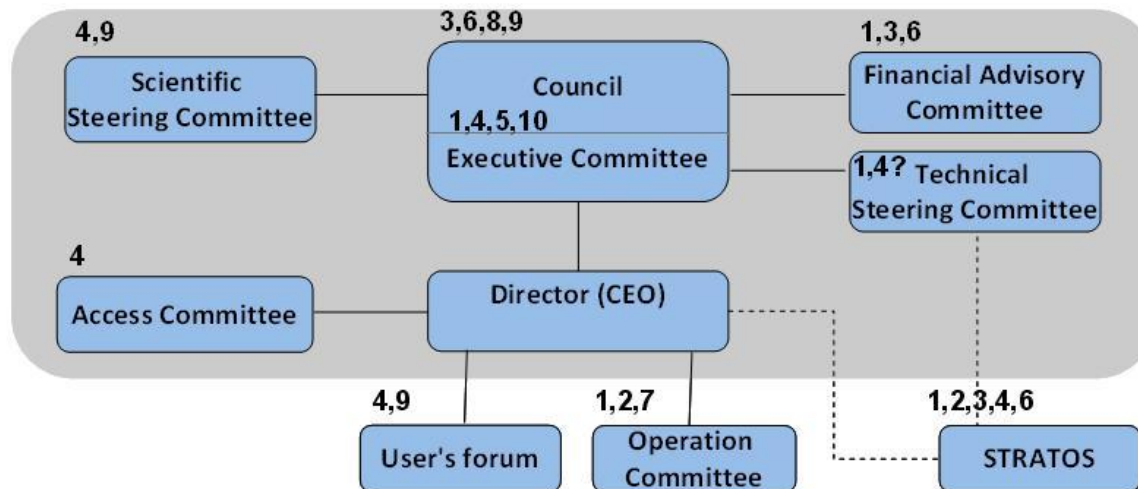 4,9
Scientific
Steering Committee
3,6,8,9
Council
1,4,5,10
Executive Committee
1,3,6
Financial Advisory
Committee
1,4? Technical
Steering Committee
4
Access Committee
Director (CEO)
4,9
User's forum
1,2,7
Operation
Committee
1,2,3,4,6
STRATOS